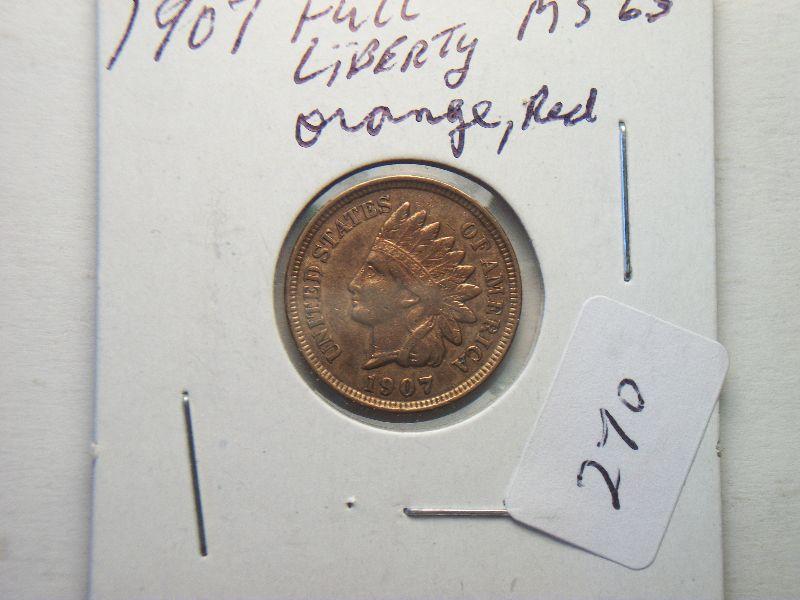 1907 Full MS 63
LIBERTY
orange, Red
UNITED STATES OF AMERICA
1907
270